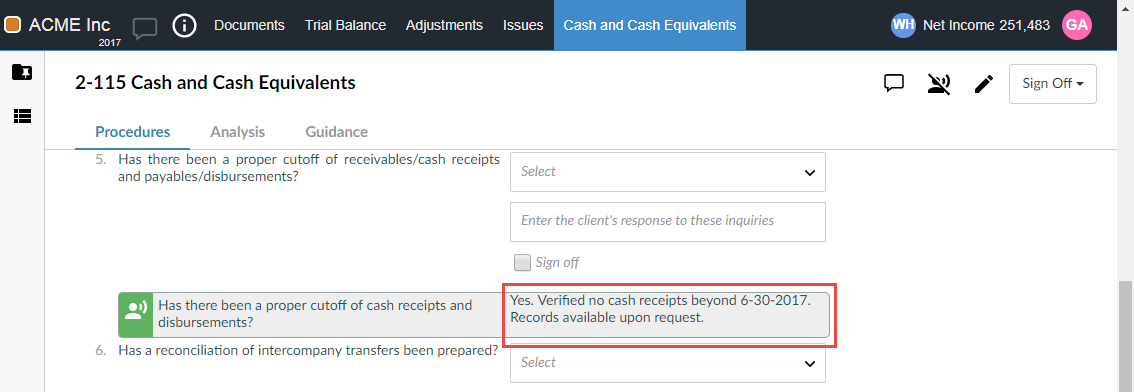 ACME Inc
2017
Documents Trial Balance Adjustments Issues Cash and Cash Equivalents
WH Net Income 251,483 GA
2-115 Cash and Cash Equivalents
Sign Off
Procedures Analysis Guidance
5. Has there been a proper cutoff of receivables/cash receipts
and payables/disbursements?
Select
Enter the client's response to these inquiries
Sign off
Has there been a proper cutoff of cash receipts and
disbursements?
Yes. Verified no cash receipts beyond 6-30-2017.
Records available upon request.
6. Has a reconciliation of intercompany transfers been prepared?
Select